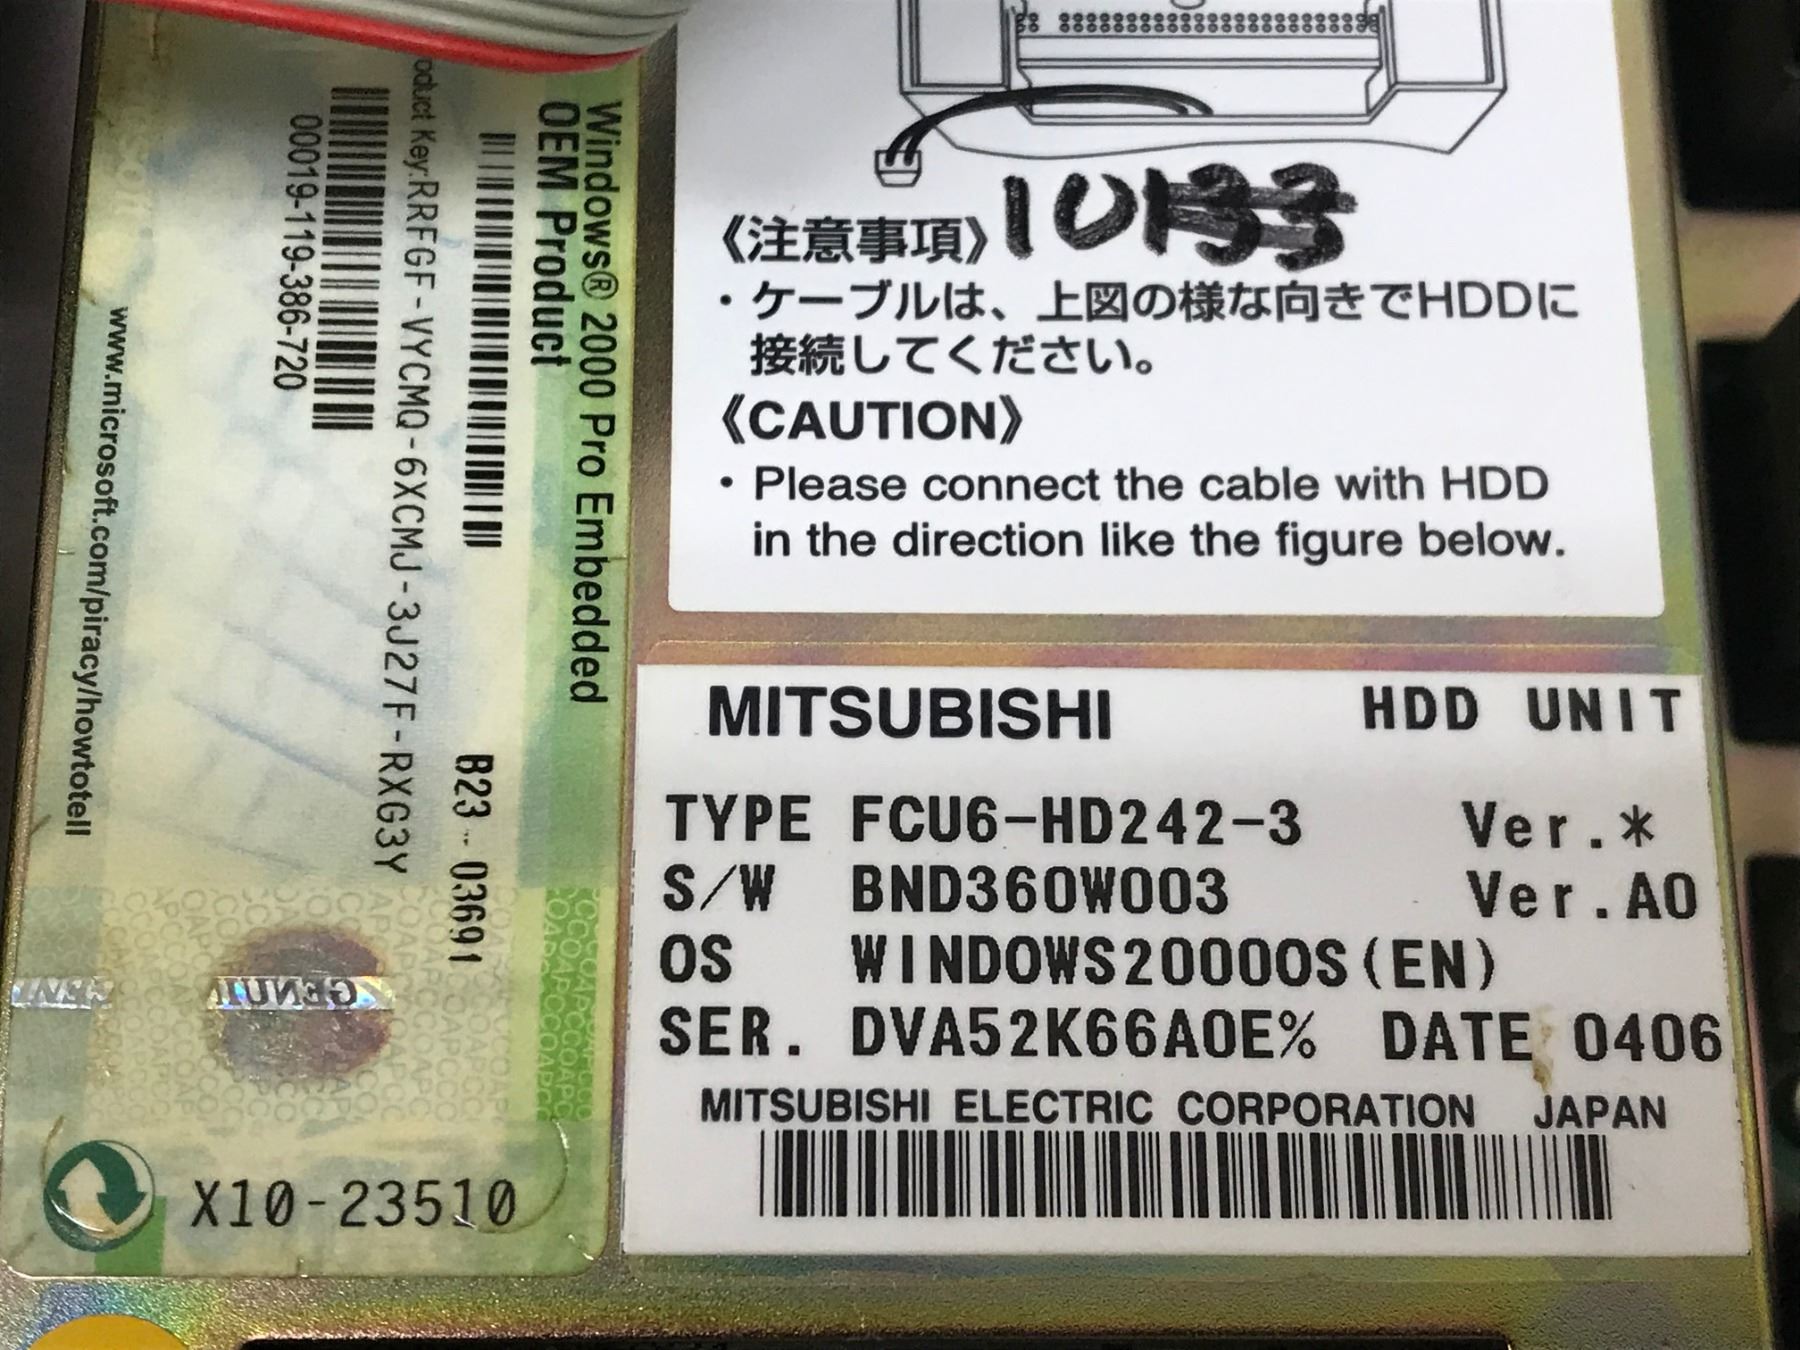 Windows® 2000 Pro Embedded
OEM Product
B23 - 03691
oduct Key:RRFGF-VYCMQ-6XCMJ-3J27F-RXG3Y
00019-119-386-720
www.microsoft.com/piracy/howtotell
GENUI
X10-23510
10133
《注意事項》
・ケーブルは、上図の様な向きでHDDに
接続してください。
《CAUTION》
・Please connect the cable with HDD
in the direction like the figure below.
MITSUBISHI HDD UNIT
TYPE FCU6-HD242-3 Ver.*
S/W BND360W003 Ver.A0
OS WINDOWS2000OS(EN)
SER. DVA52K66A0E% DATE 0406
MITSUBISHI ELECTRIC CORPORATION JAPAN